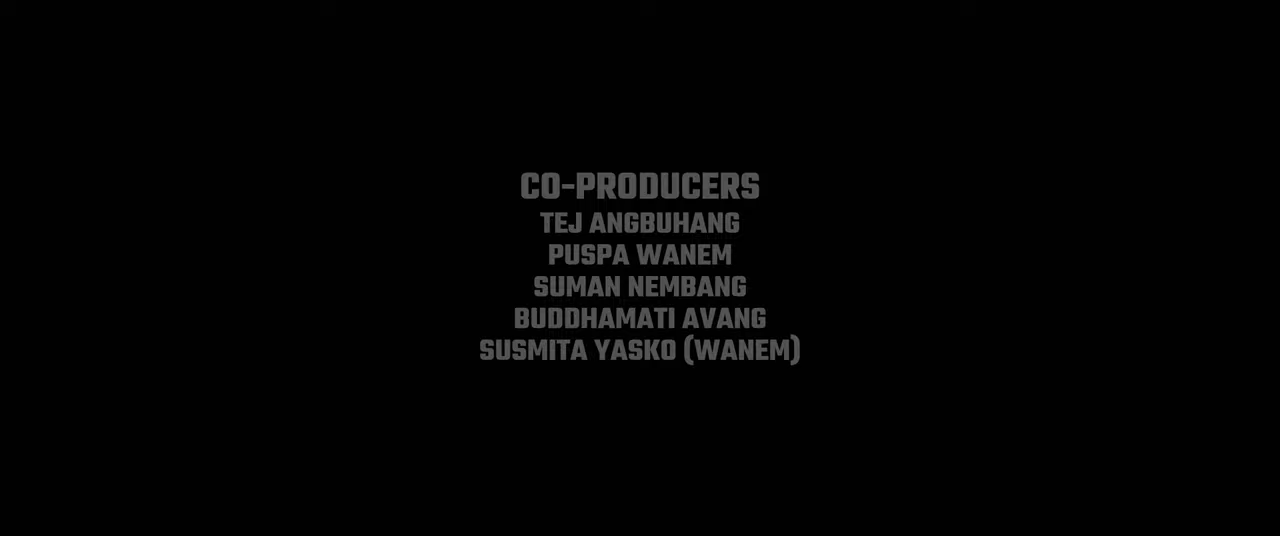 CO-PRODUCERS
TEJ ANGBUHANG
PUSPA WANEM
SUMAN NEMBANG
BUDDHAMATI AVANG
SUSMITA YASKO (WANEM)